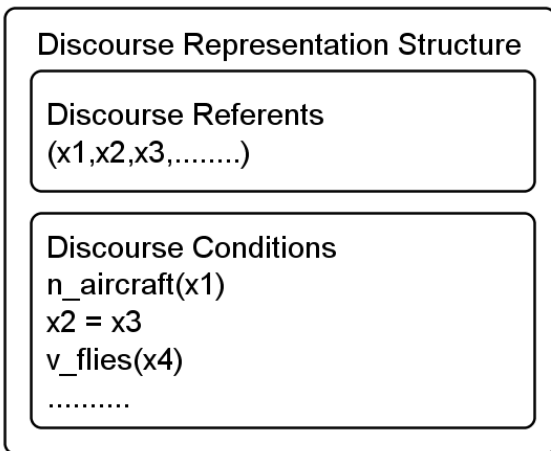 Discourse Representation Structure
Discourse Referents
(x1,x2,x3,........)
Discourse Conditions
n_aircraft(x1)
x2 = x3
v_flies(x4)
..........